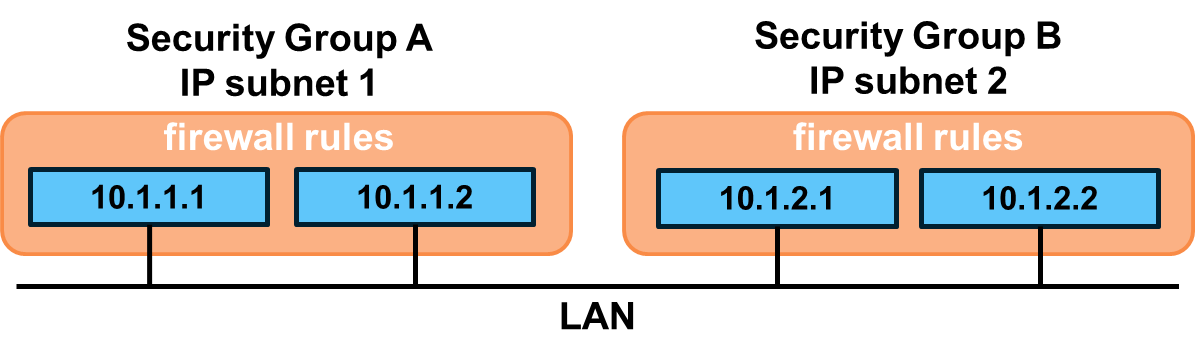 Security Group A
IP subnet 1
firewall rules
10.1.1.1
10.1.1.2
Security Group B
IP subnet 2
firewall rules
10.1.2.1
10.1.2.2
LAN